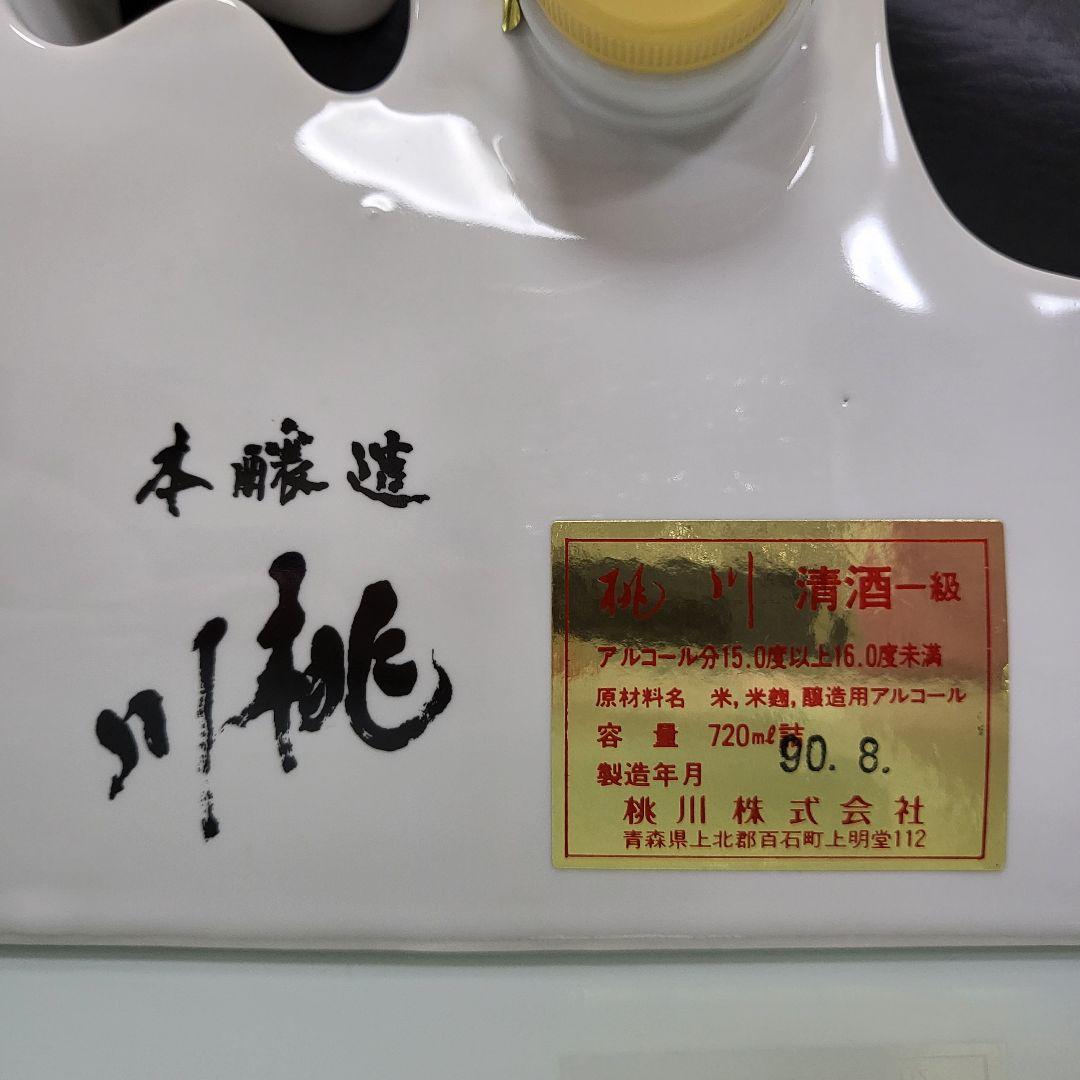 本醸造
桃川
桃川 清酒一級
アルコール分15.0度以上16.0度未満
原材料名 米,米麹,醸造用アルコール
容量 720mℓ詰
製造年月 90. 8.
桃川株式会社
青森県上北郡百石町上明堂112